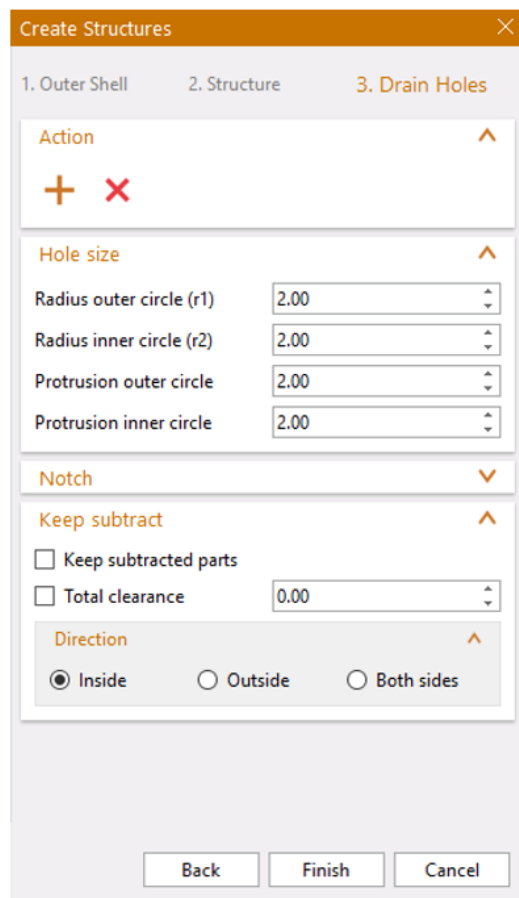 Create Structures
1. Outer Shell 2. Structure 3. Drain Holes
Action
Hole size
Radius outer circle (r1) 2.00
Radius inner circle (r2) 2.00
Protrusion outer circle 2.00
Protrusion inner circle 2.00
Notch
Keep subtract
Keep subtracted parts
Total clearance 0.00
Direction
Inside Outside Both sides
Back Finish Cancel